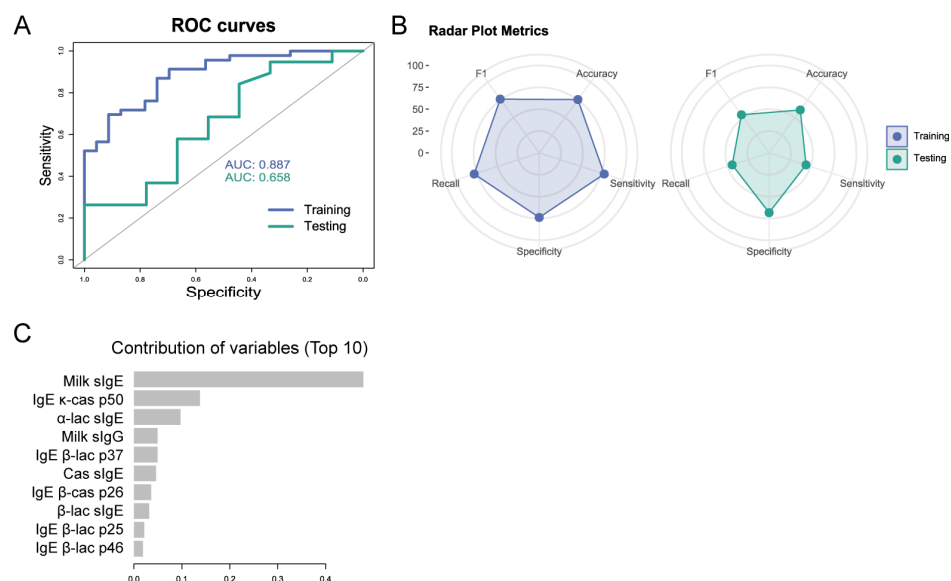 A
ROC curves
Sensitivity
1.0
0.8
0.6
0.4
0.2
0.0
AUC: 0.887
AUC: 0.658
Training
Testing
1.0 0.8 0.6 0.4 0.2 0.0
Specificity
B
Radar Plot Metrics
100
75
50
25
0
F1
Accuracy
Recall
Sensitivity
Specificity
F1
Accuracy
Recall
Sensitivity
Specificity
Training
Testing
C
Contribution of variables (Top 10)
Milk sIgE
IgE κ-cas p50
α-lac sIgE
Milk sIgG
IgE β-lac p37
Cas sIgE
IgE β-cas p26
β-lac sIgE
IgE β-lac p25
IgE β-lac p46
0.0 0.1 0.2 0.3 0.4